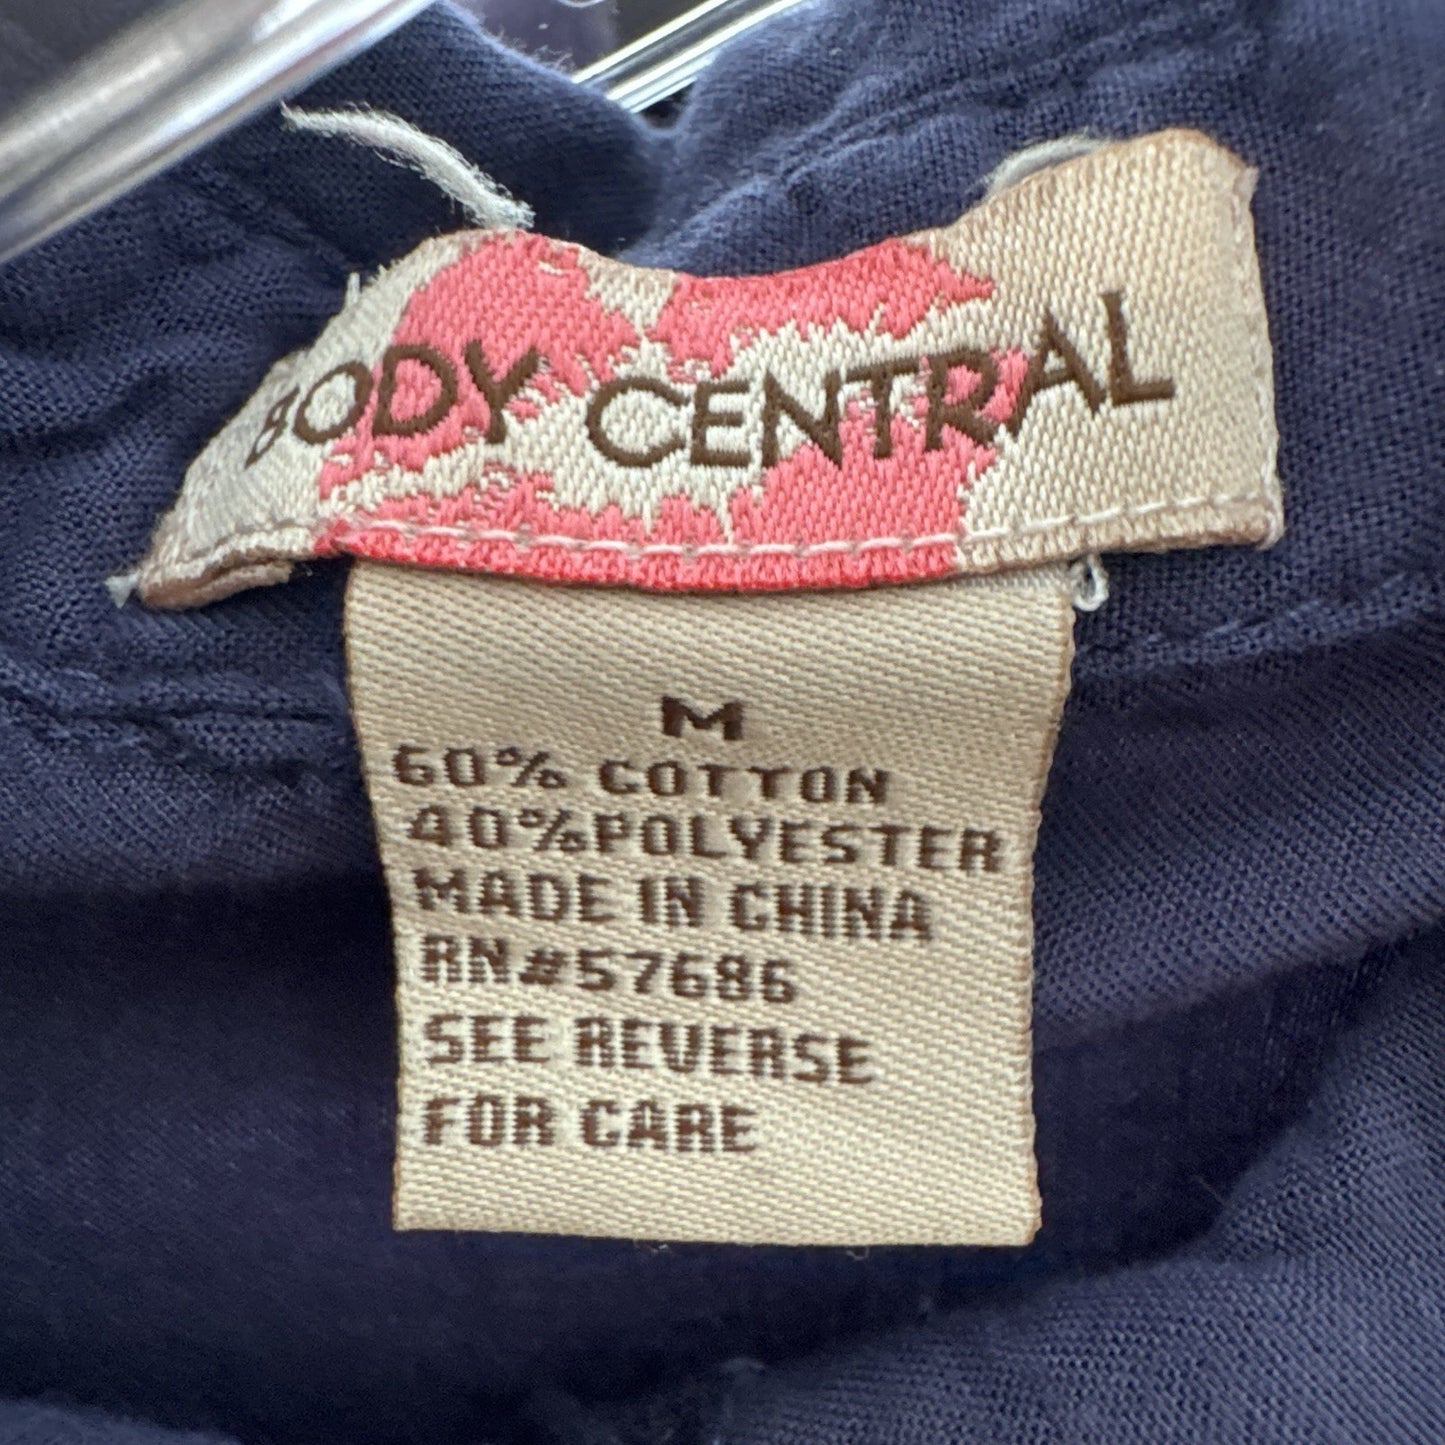 BODY CENTRAL
M
60% COTTON
40%POLYESTER
MADE IN CHINA
RN#57686
SEE REVERSE
FOR CARE